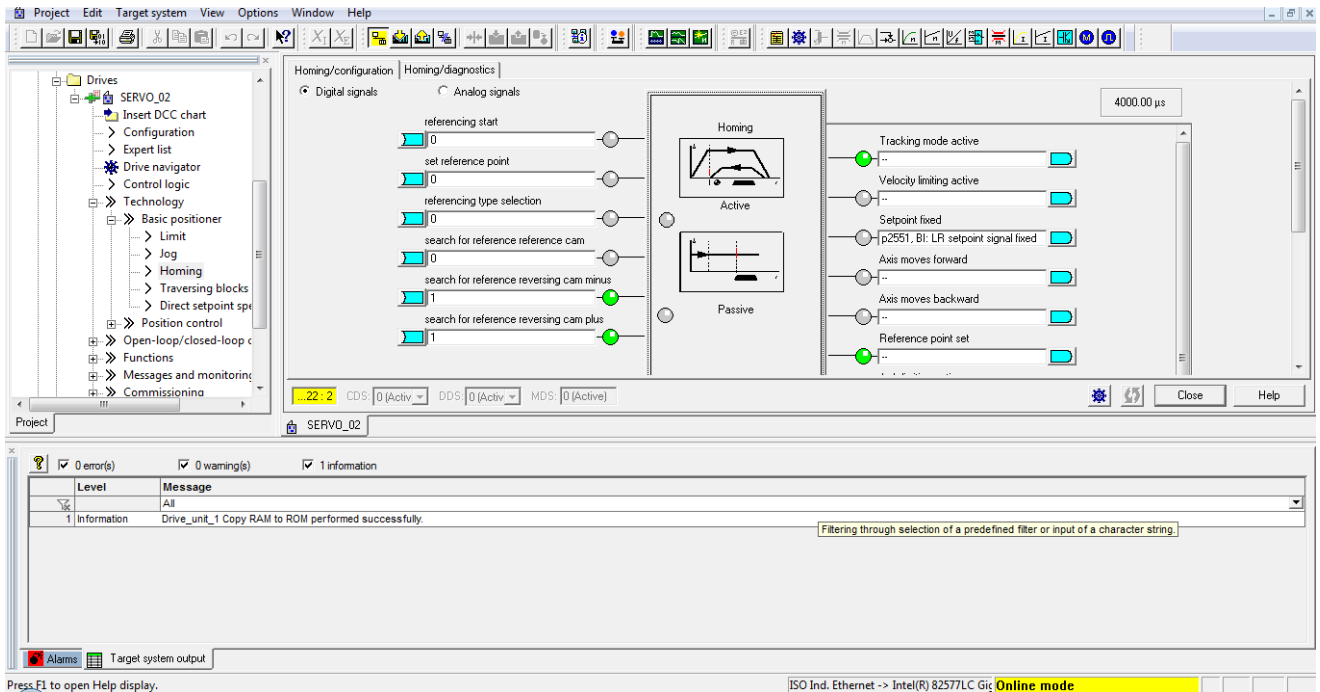 Project Edit Target system View Options Window Help
Drives
SERVO_02
Insert DCC chart
Configuration
Expert list
Drive navigator
Control logic
Technology
Basic positioner
Limit
Jog
Homing
Traversing blocks
Direct setpoint spe
Position control
Open-loop/closed-loop c
Functions
Messages and monitoring
Commissioning
Project
Homing/configuration Homing/diagnostics
Digital signals Analog signals
4000.00 µs
referencing start
0
set reference point
0
referencing type selection
0
search for reference reference cam
0
search for reference reversing cam minus
1
search for reference reversing cam plus
1
Homing
Active
Passive
Tracking mode active
--
Velocity limiting active
--
Setpoint fixed
p2551, BI: LR setpoint signal fixed
Axis moves forward
--
Axis moves backward
--
Reference point set
--
...22 : 2 CDS: 0 (Activ DDS: 0 (Activ MDS: 0 (Active) Close Help
SERVO_02
0 error(s) 0 warning(s) 1 information
Level Message
All
1 Information Drive_unit_1 Copy RAM to ROM performed successfully.
Filtering through selection of a predefined filter or input of a character string.
Alarms Target system output
Press F1 to open Help display. ISO Ind. Ethernet -> Intel(R) 82577LC Gig Online mode